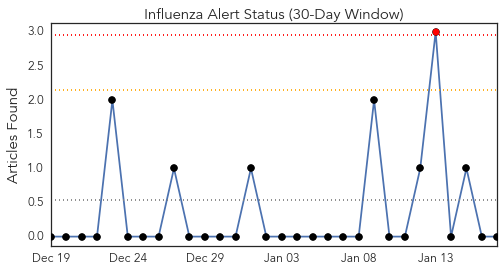 Influenza Alert Status (30-Day Window)
Articles Found
3.0
2.5
2.0
1.5
1.0
0.5
0.0
Dec 19 Dec 24 Dec 29 Jan 03 Jan 08 Jan 13